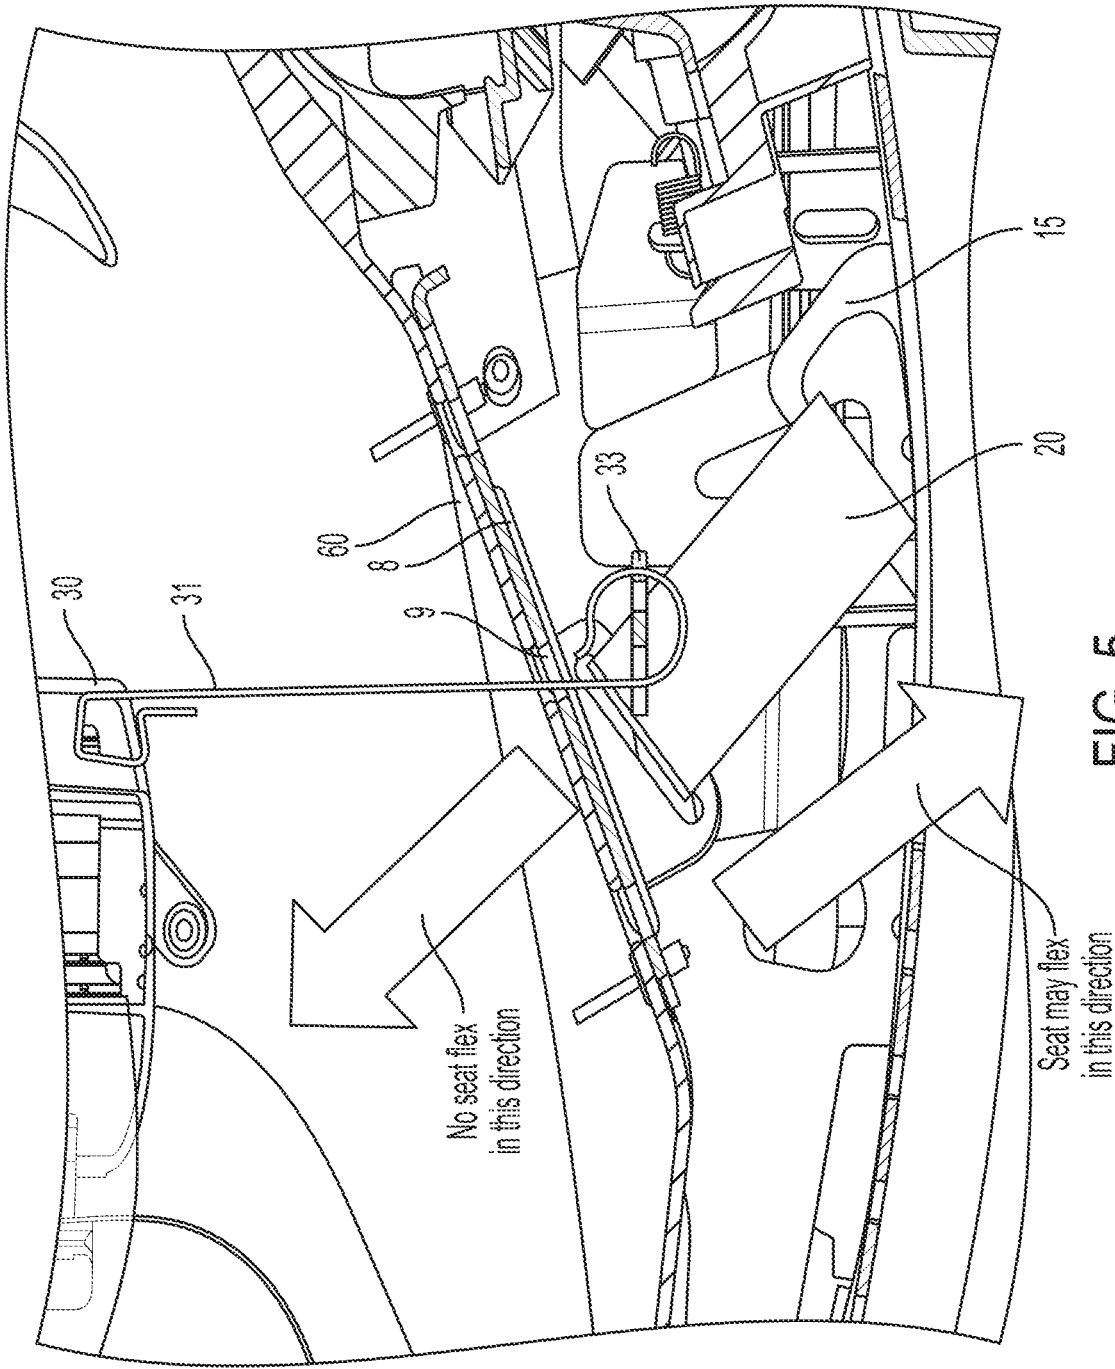 30
31
60
8
9
No seat flex
in this direction
33
Seat may flex
in this direction
20
15
FIG. 5